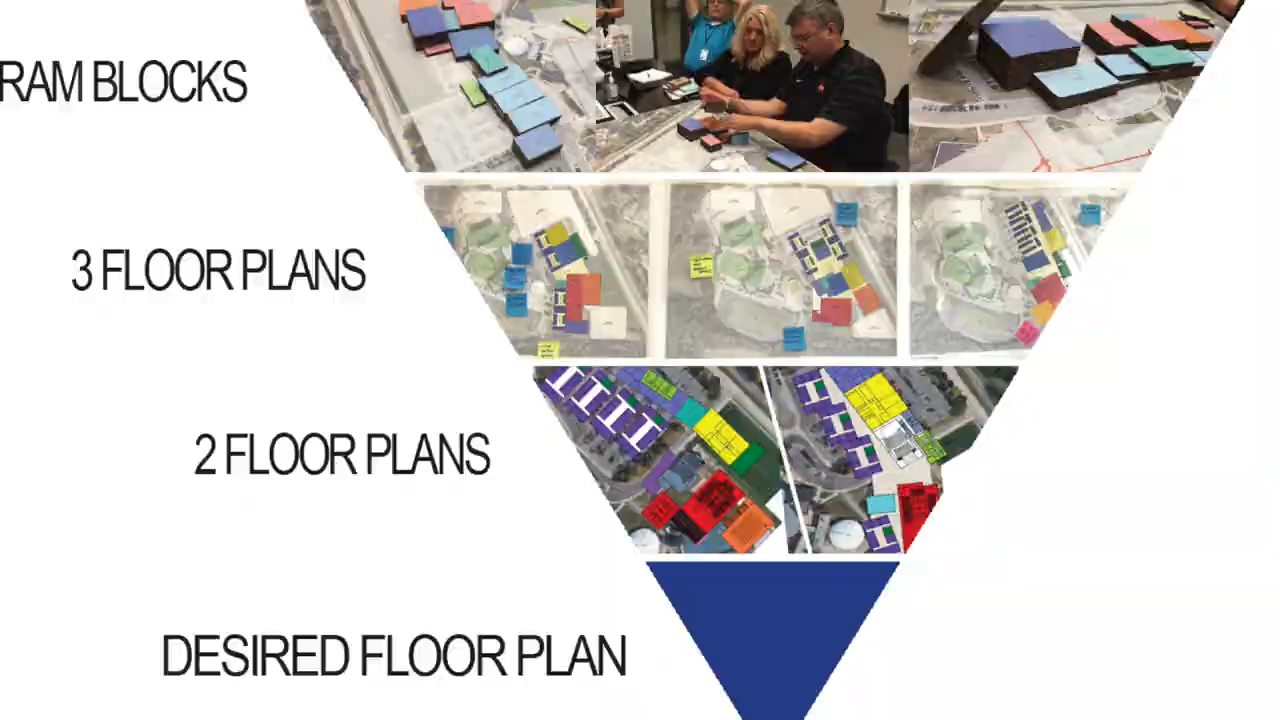 RAM BLOCKS
3 FLOOR PLANS
2 FLOOR PLANS
DESIRED FLOOR PLAN